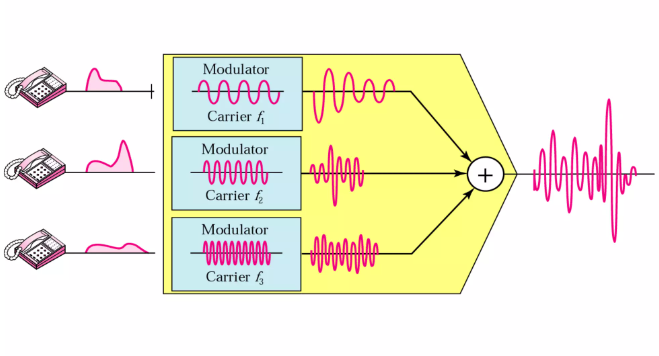 Modulator
Carrier f₁
Modulator
Carrier f₂
+
Modulator
Carrier f₃